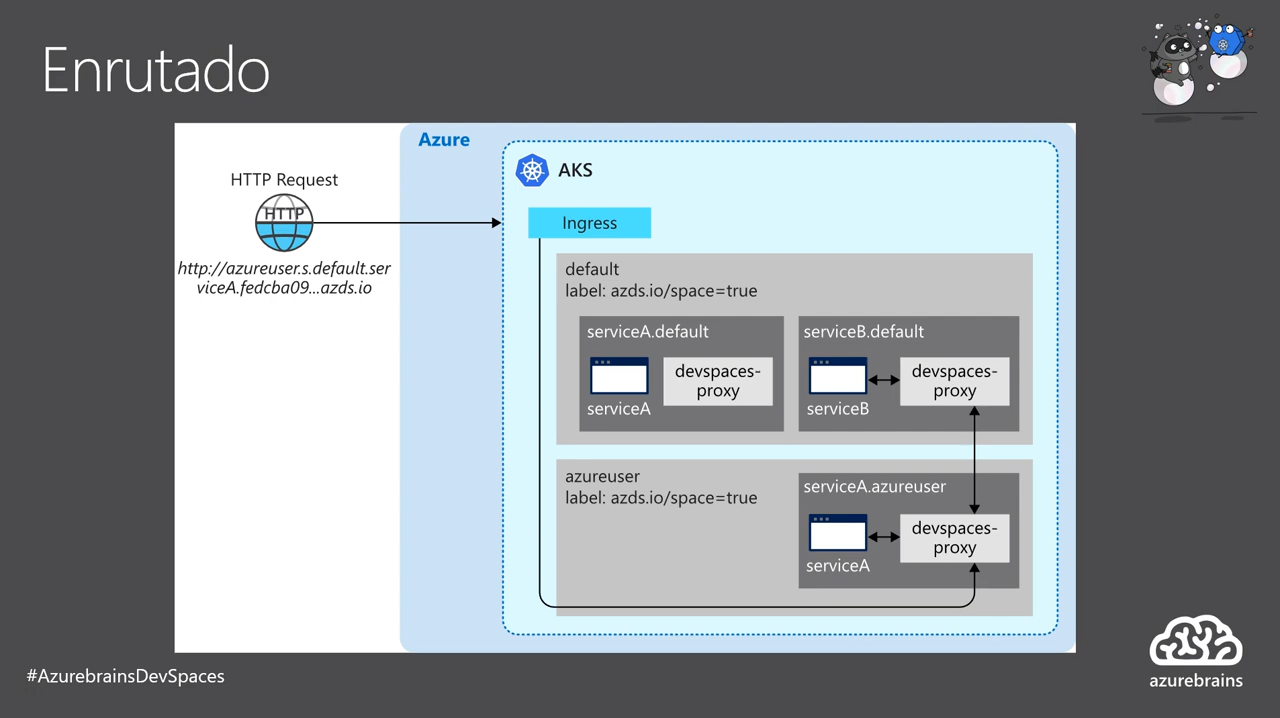 Enrutado
Azure
AKS
HTTP Request
HTTP
http://azureuser.s.default.ser
viceA.fedcba09...azds.io
Ingress
default
label: azds.io/space=true
serviceA.default
serviceA
devspaces-
proxy
serviceB.default
serviceB
devspaces-
proxy
azureuser
label: azds.io/space=true
serviceA.azureuser
serviceA
devspaces-
proxy
#AzurebrainsDevSpaces
azurebrains